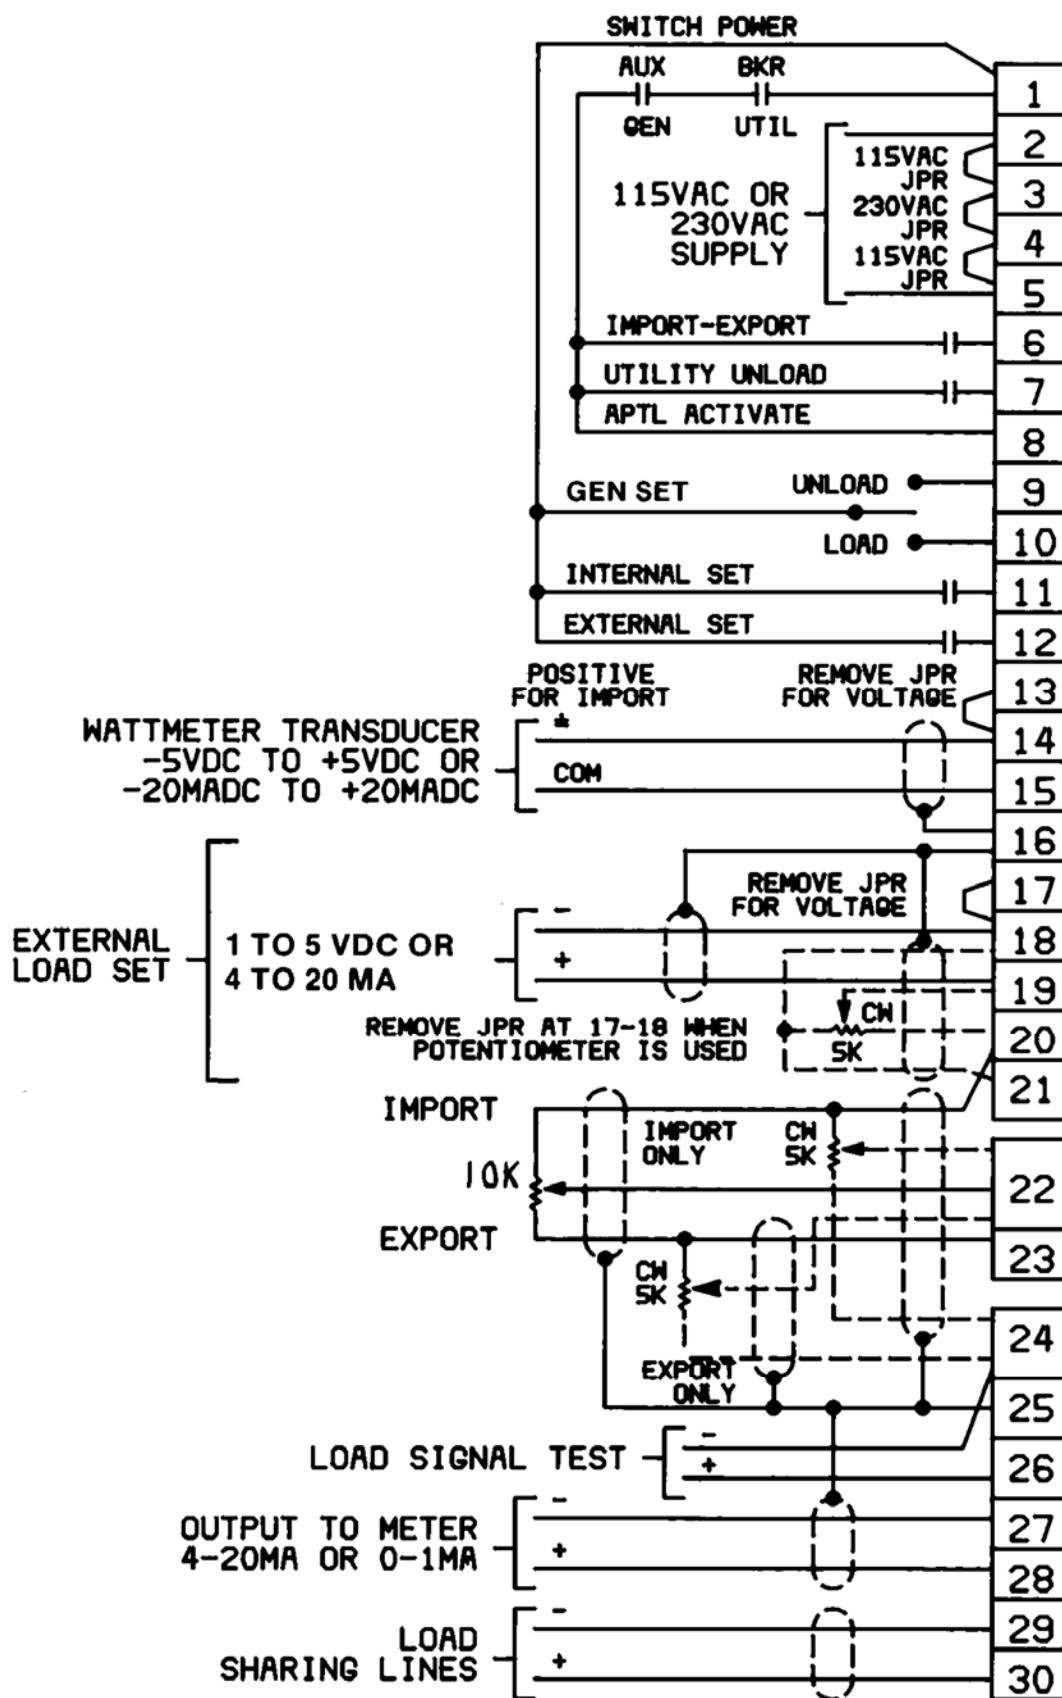 SWITCH POWER
AUX BKR
GEN UTIL
1
2
115VAC
JPR
3
115VAC OR
230VAC
SUPPLY
230VAC
JPR
4
115VAC
JPR
5
IMPORT-EXPORT
6
UTILITY UNLOAD
7
APTL ACTIVATE
8
UNLOAD
9
GEN SET
LOAD
10
INTERNAL SET
11
EXTERNAL SET
12
POSITIVE
FOR IMPORT
REMOVE JPR
FOR VOLTAGE
13
*
WATTMETER TRANSDUCER
-5VDC TO +5VDC OR
-20MADC TO +20MADC
14
COM
15
16
REMOVE JPR
FOR VOLTAGE
17
-
18
EXTERNAL
LOAD SET
1 TO 5 VDC OR
4 TO 20 MA
+
19
CW
5K
REMOVE JPR AT 17-18 WHEN
POTENTIOMETER IS USED
20
21
IMPORT
IMPORT
ONLY
CW
5K
10K
22
EXPORT
23
CW
5K
24
EXPORT
ONLY
25
LOAD SIGNAL TEST
-
+
26
-
27
OUTPUT TO METER
4-20MA OR 0-1MA
+
28
-
29
LOAD
SHARING LINES
+
30